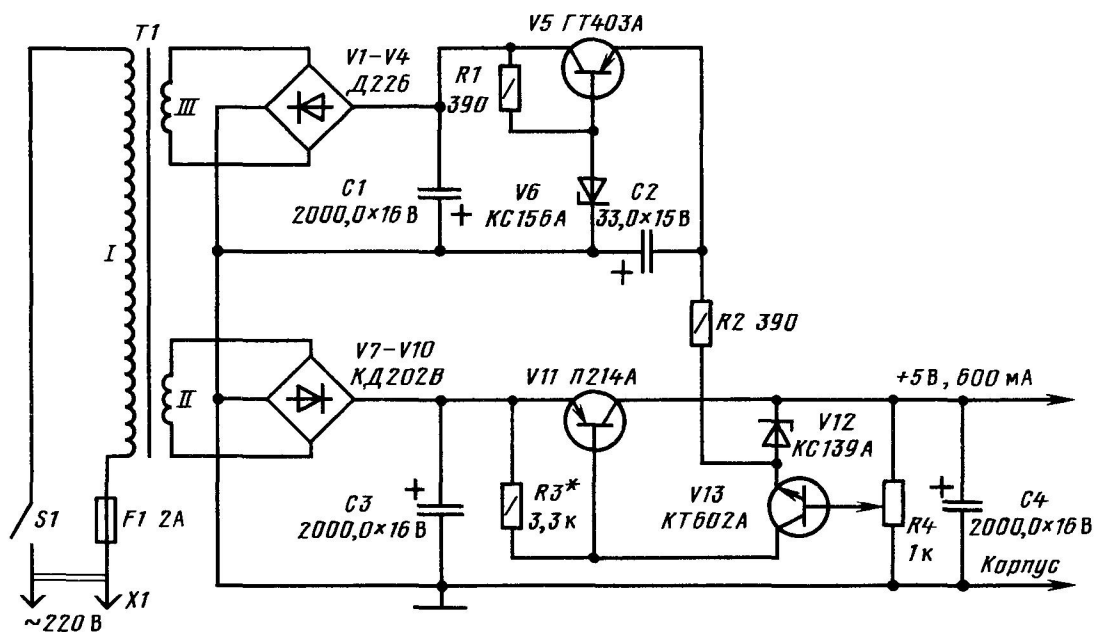 T1
V5 ГТ403А
V1–V4
Д226
R1
390
III
C1
2000,0×16 В
+
V6
КС156А
C2
33,0×15 В
+
I
R2 390
V7–V10
КД202В
V11 П214А
+5 В, 600 мА
II
V12
КС139А
S1
F1 2А
C3
2000,0×16 В
+
R3*
3,3 к
V13
КТ602А
R4
1 к
+
C4
2000,0×16 В
Корпус
X1
~220 В